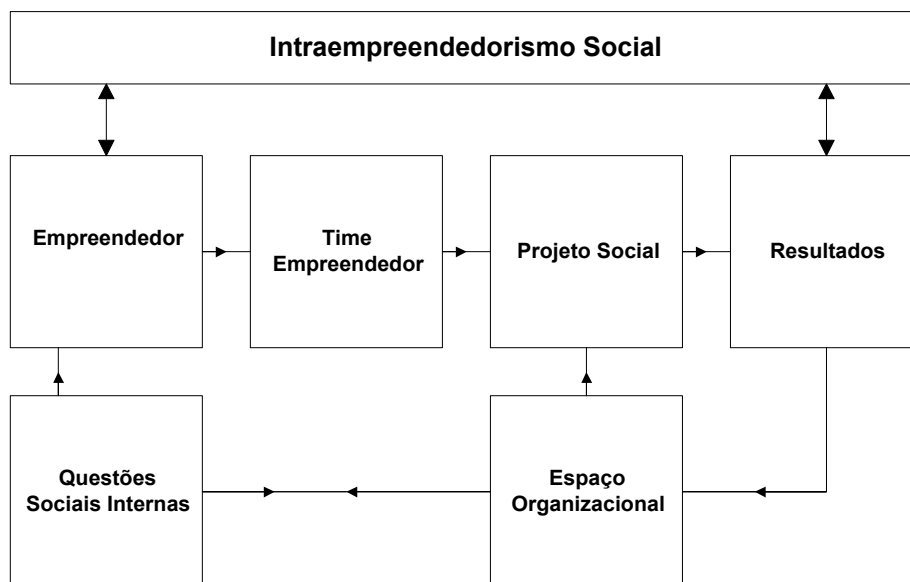 Intraempreendedorismo Social
Empreendedor
Time
Empreendedor
Projeto Social
Resultados
Questões
Sociais Internas
Espaço
Organizacional